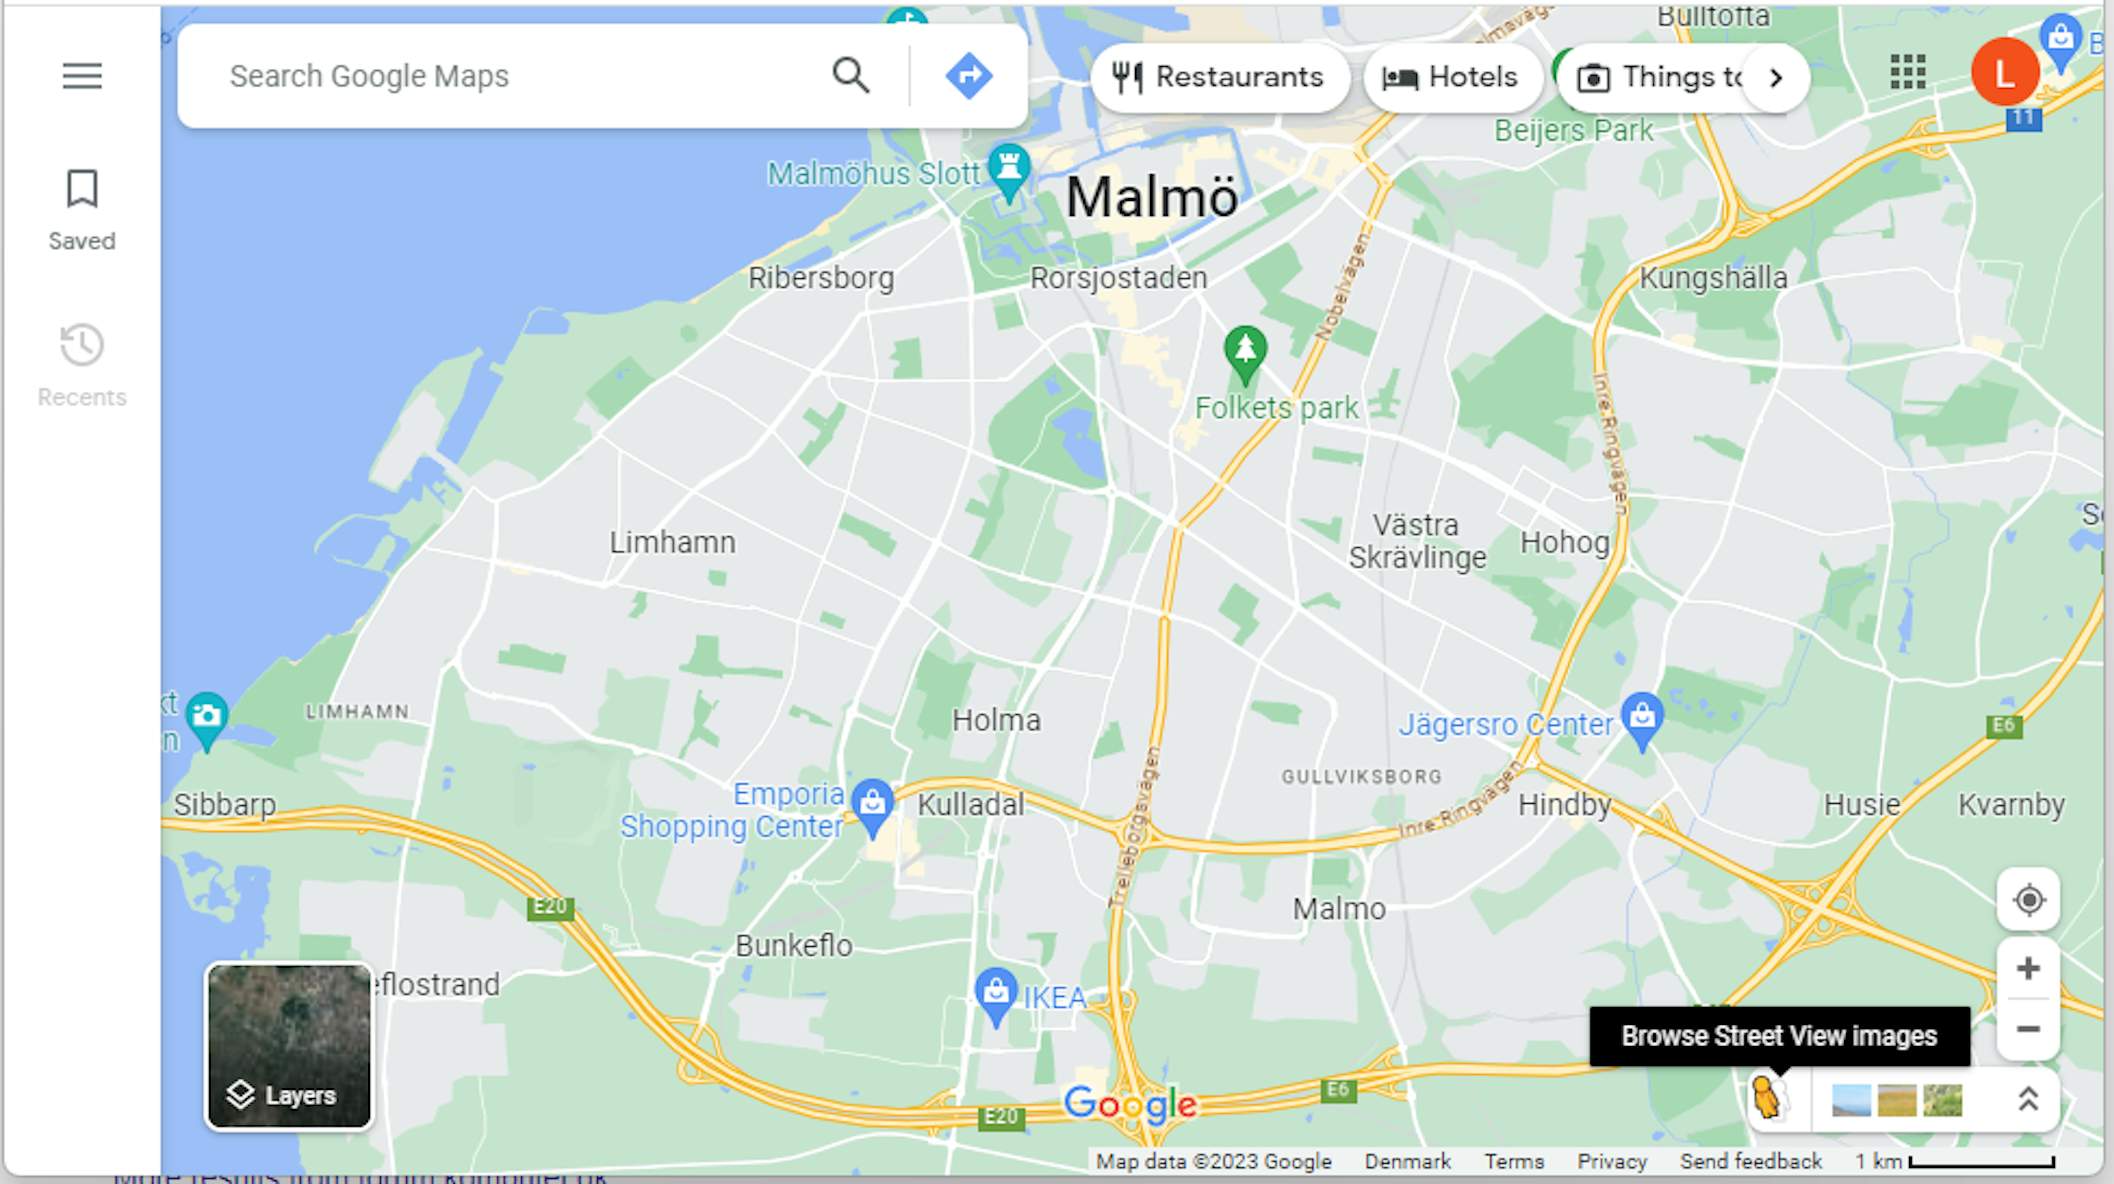 Bulltofta
almsväg
Search Google Maps
Restaurants
Hotels
Things to
L
B
11
Beijers Park
Malmöhus Slott
Malmö
Saved
Ribersborg
Rorsjostaden
Kungshälla
Nobelvägen
Recents
Folkets park
Inre Ringvägen
Limhamn
Västra
Skrävlinge
Hohog
S
LIMHAMN
kt
n
Holma
Jägersro Center
E6
GULLVIKSBORG
Emporia
Shopping Center
Kulladal
Sibbarp
Trelleborgsvägen
Inre Ringvägen
Hindby
Husie
Kvarnby
E20
Malmo
Bunkeflo
eflostrand
IKEA
Browse Street View images
Layers
E20
Google
E6
Map data ©2023 Google
Denmark
Terms
Privacy
Send feedback
1 km